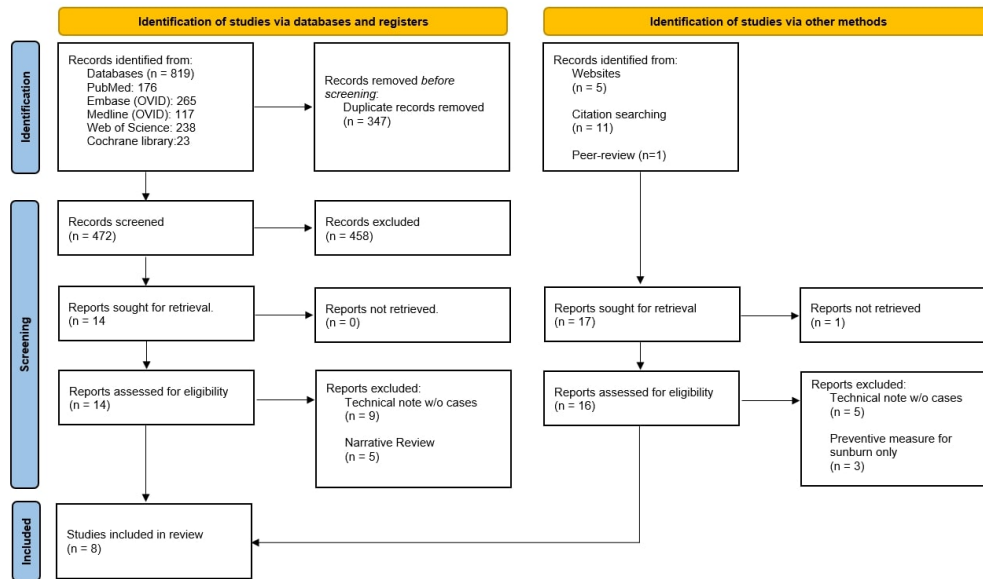 Identification of studies via databases and registers
Identification of studies via other methods
Identification
Records identified from:
Databases (n = 819)
PubMed: 176
Embase (OVID): 265
Medline (OVID): 117
Web of Science: 238
Cochrane library:23
Records removed before
screening:
Duplicate records removed
(n = 347)
Records identified from:
Websites
(n = 5)
Citation searching
(n = 11)
Peer-review (n=1)
Screening
Records screened
(n = 472)
Records excluded
(n = 458)
Reports sought for retrieval.
(n = 14
Reports not retrieved.
(n = 0)
Reports sought for retrieval
(n = 17)
Reports not retrieved
(n = 1)
Reports assessed for eligibility
(n = 14)
Reports excluded:
Technical note w/o cases
(n = 9)
Narrative Review
(n = 5)
Reports assessed for eligibility
(n = 16)
Reports excluded:
Technical note w/o cases
(n = 5)
Preventive measure for
sunburn only
(n = 3)
Included
Studies included in review
(n = 8)